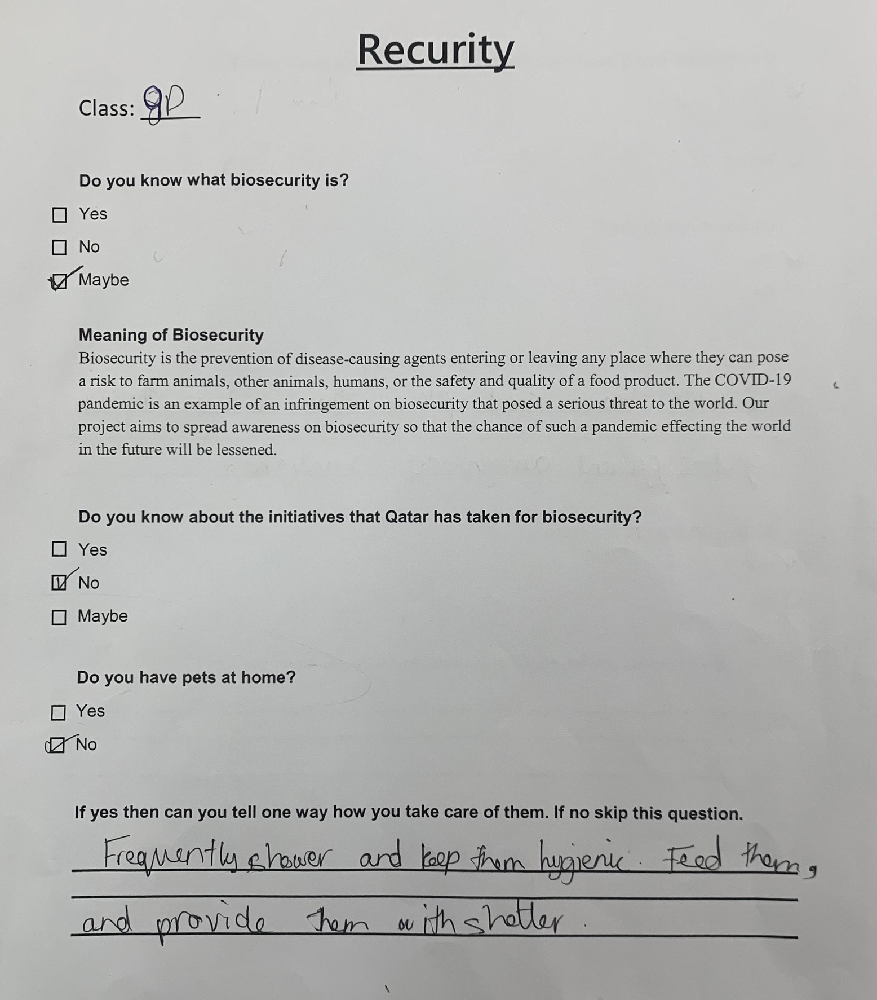 Recurity
Class: 9D
Do you know what biosecurity is?
☐ Yes
☐ No
☑ Maybe
Meaning of Biosecurity
Biosecurity is the prevention of disease-causing agents entering or leaving any place where they can pose
a risk to farm animals, other animals, humans, or the safety and quality of a food product. The COVID-19
pandemic is an example of an infringement on biosecurity that posed a serious threat to the world. Our
project aims to spread awareness on biosecurity so that the chance of such a pandemic effecting the world
in the future will be lessened.
Do you know about the initiatives that Qatar has taken for biosecurity?
☐ Yes
☑ No
☐ Maybe
Do you have pets at home?
☐ Yes
☑ No
If yes then can you tell one way how you take care of them. If no skip this question.
Frequently shower and keep them hygienic. Feed them,
and provide them with shelter.